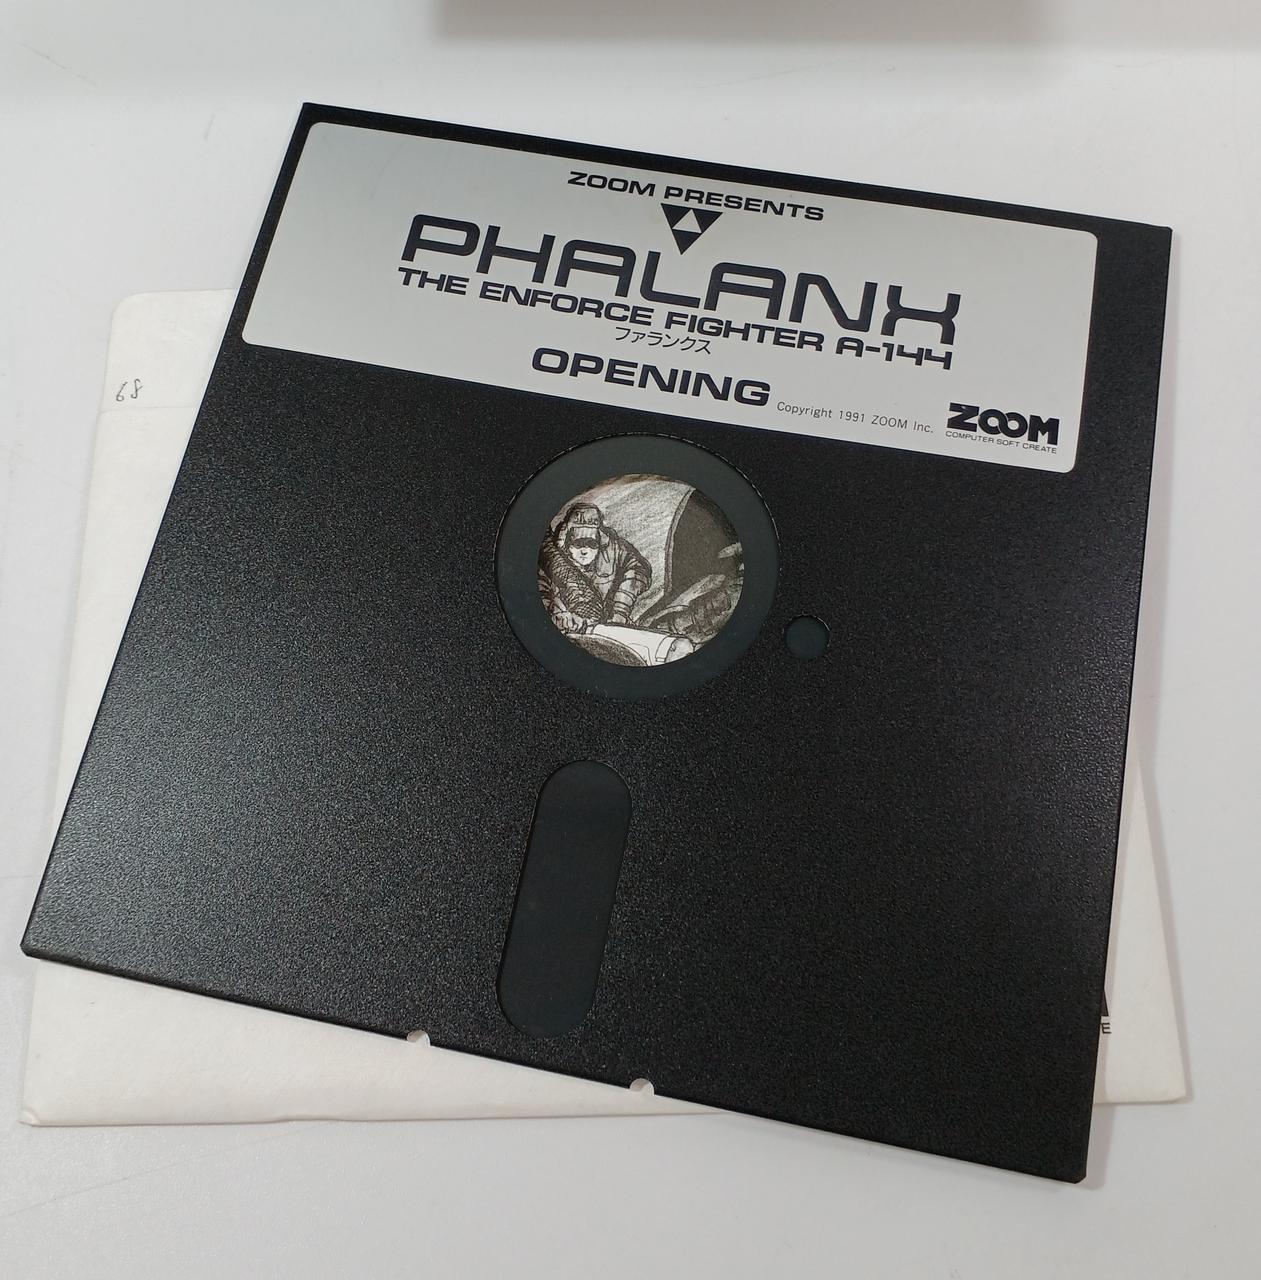 ZOOM PRESENTS
PHALANX
THE ENFORCE FIGHTER A-144
ファランクス
OPENING
Copyright 1991 ZOOM Inc.
ZOOM
COMPUTER SOFT CREATE
68
E